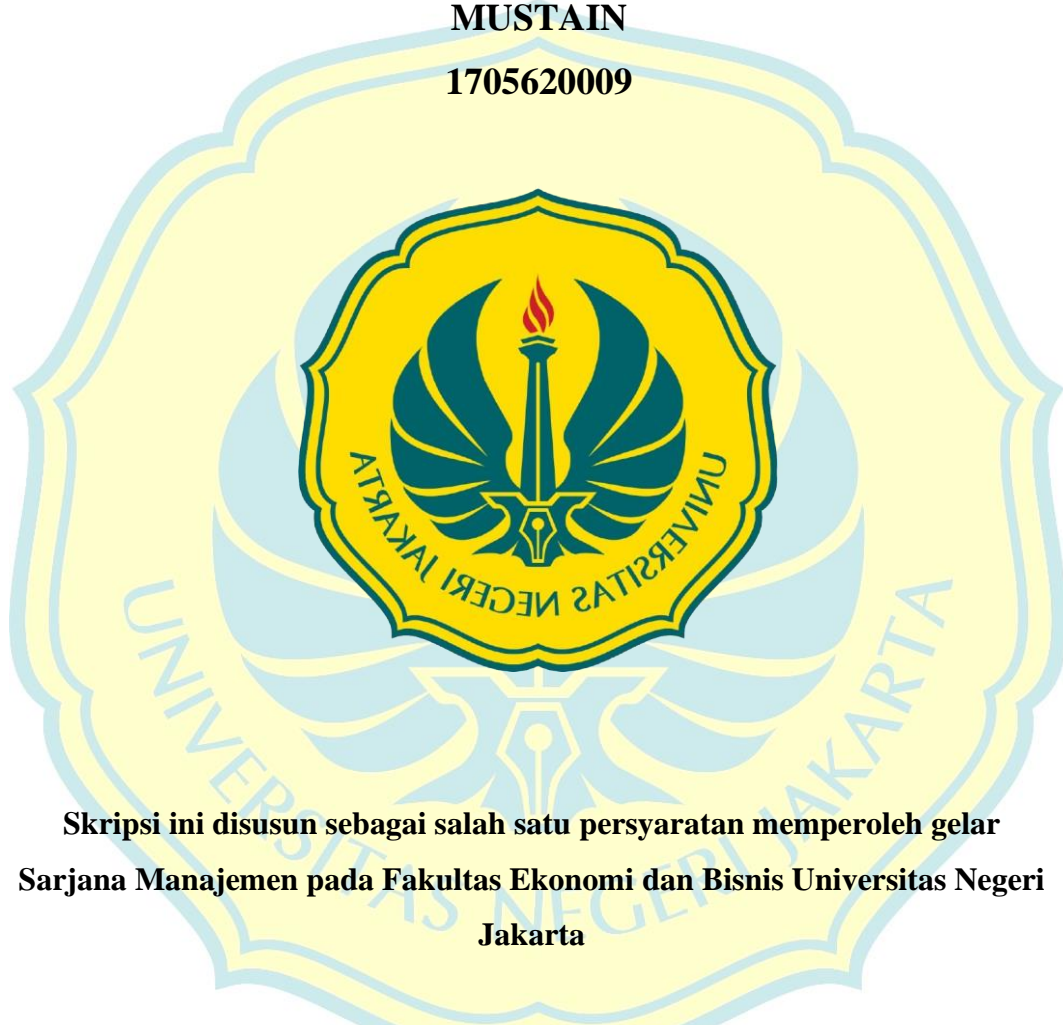 MUSTAIN
1705620009
UNIVERSITAS NEGERI JAKARTA
Skripsi ini disusun sebagai salah satu persyaratan memperoleh gelar
Sarjana Manajemen pada Fakultas Ekonomi dan Bisnis Universitas Negeri
Jakarta
UNIVERSITAS NEGERI JAKARTA